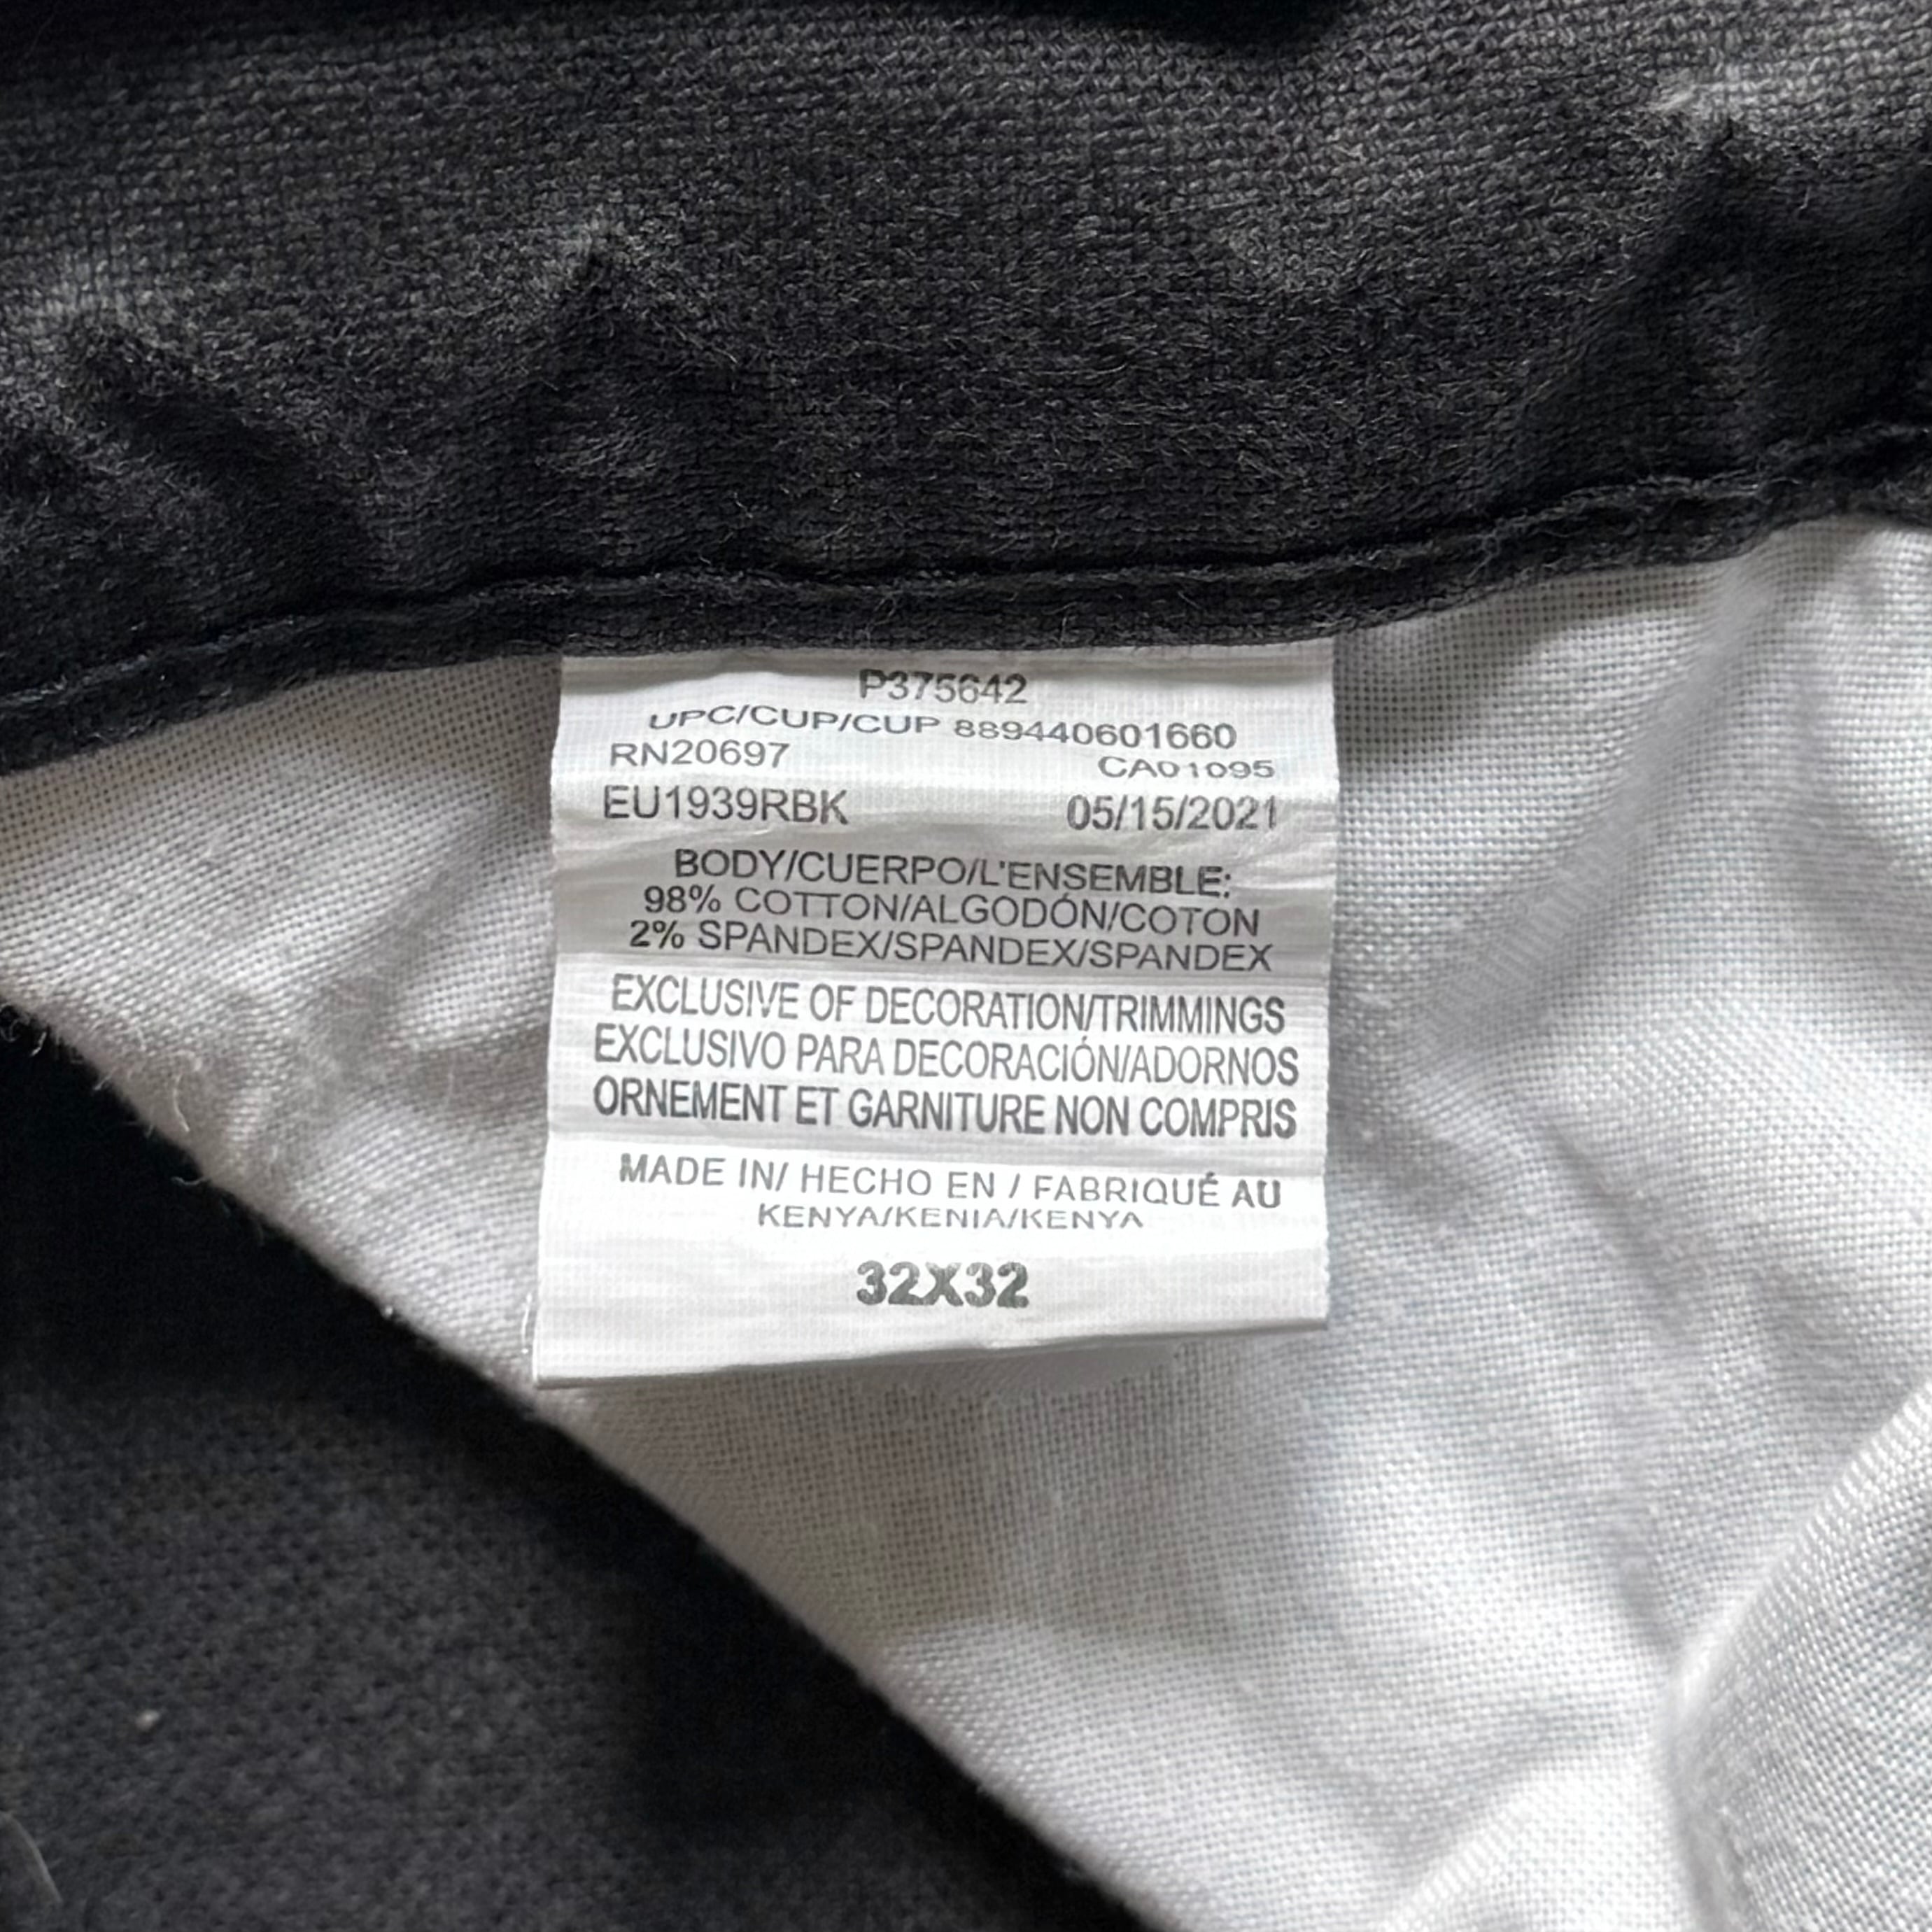 P375642
UPC/CUP/CUP 889440601660
RN20697 CA01095
EU1939RBK 05/15/2021
BODY/CUERPO/L'ENSEMBLE:
98% COTTON/ALGODÓN/COTON
2% SPANDEX/SPANDEX/SPANDEX
EXCLUSIVE OF DECORATION/TRIMMINGS
EXCLUSIVO PARA DECORACIÓN/ADORNOS
ORNEMENT ET GARNITURE NON COMPRIS
MADE IN/ HECHO EN / FABRIQUÉ AU
KENYA/KENIA/KENYA
32X32